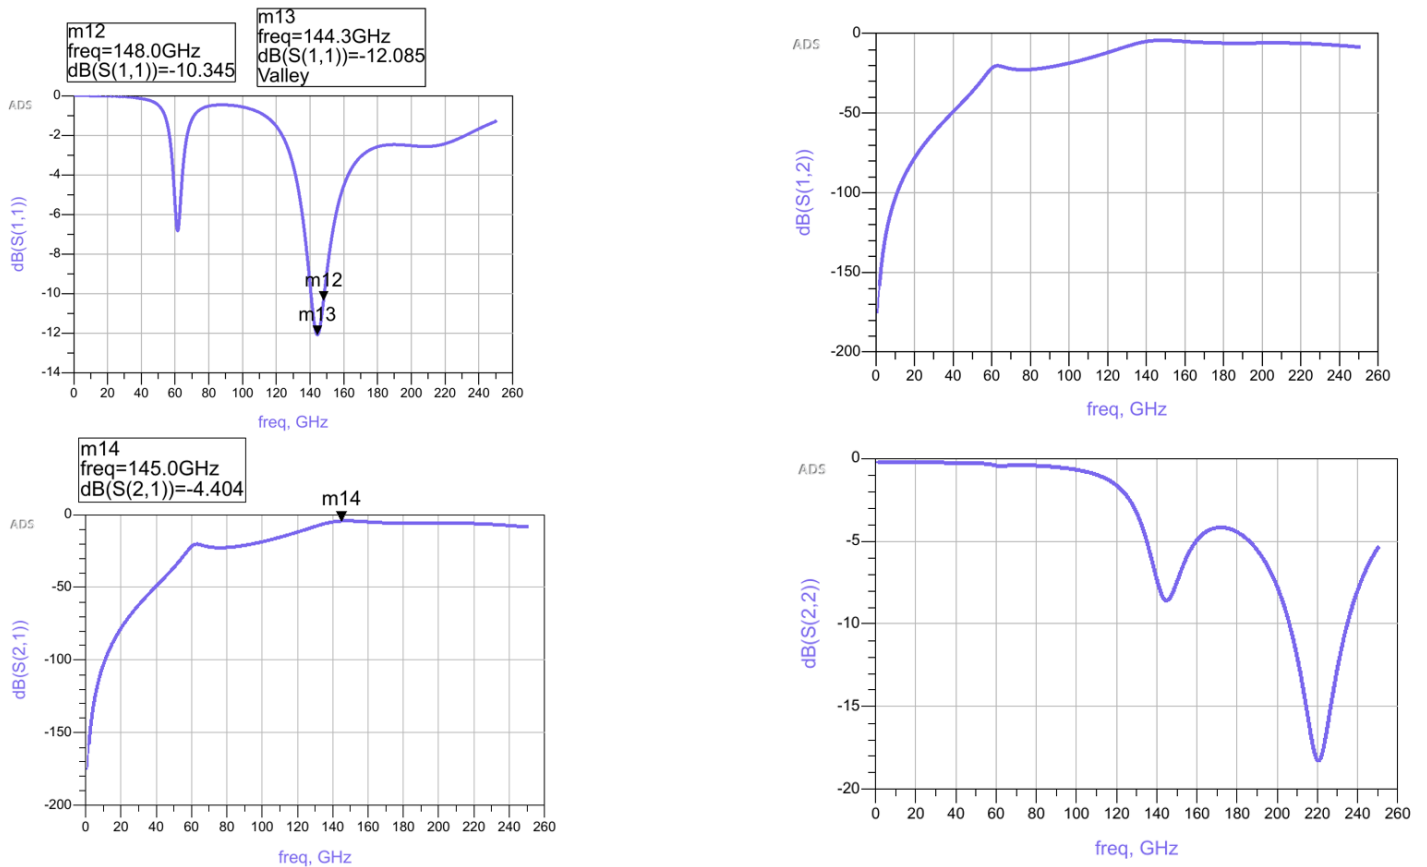 m12
freq=148.0GHz
dB(S(1,1))=-10.345
m13
freq=144.3GHz
dB(S(1,1))=-12.085
Valley
ADS
dB(S(1,1))
0
-2
-4
-6
-8
-10
-12
-14
m12
m13
0 20 40 60 80 100 120 140 160 180 200 220 240 260
freq, GHz
ADS
dB(S(1,2))
0
-50
-100
-150
-200
0 20 40 60 80 100 120 140 160 180 200 220 240 260
freq, GHz
m14
freq=145.0GHz
dB(S(2,1))=-4.404
m14
ADS
dB(S(2,1))
0
-50
-100
-150
-200
0 20 40 60 80 100 120 140 160 180 200 220 240 260
freq, GHz
ADS
dB(S(2,2))
0
-5
-10
-15
-20
0 20 40 60 80 100 120 140 160 180 200 220 240 260
freq, GHz